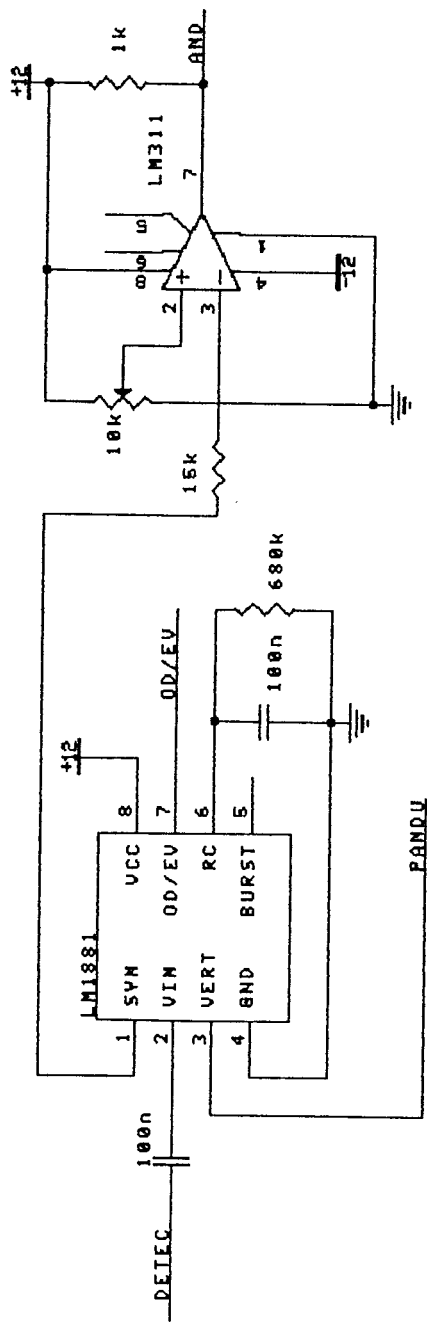 +12
1k
AND
LM311
7
5
6
8
2
+
3
-
4
1
-12
10k
15k
LM1881
1 SYN
VCC 8
+12
2 VIN
OD/EV 7
OD/EV
3 VERT
RC 6
4 GND
BURST 5
100n
680k
100n
DETEC
PANDU